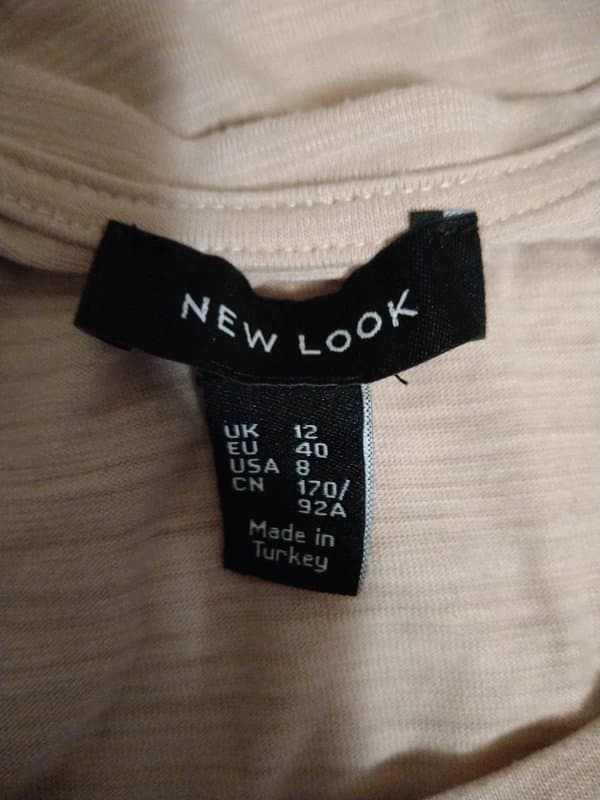 NEW LOOK
UK 12
EU 40
USA 8
CN 170/
92A
Made in
Turkey